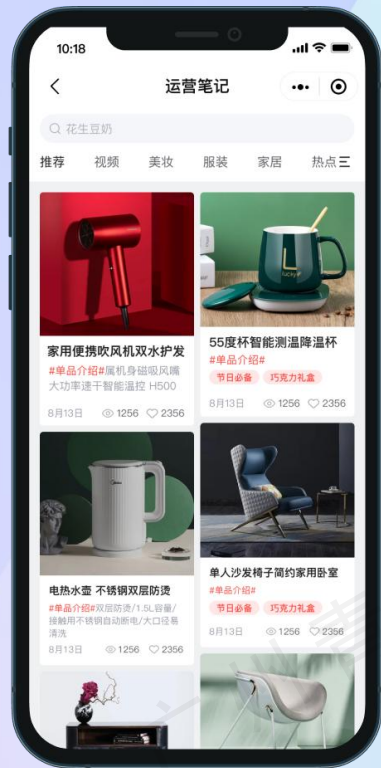 10:18
运营笔记
花生豆奶
推荐 视频 美妆 服装 家居 热点
lucky
家用便携吹风机双水护发
#单品介绍#属机身磁吸风嘴
大功率速干智能温控 H500
8月13日 1256 2356
55度杯智能测温降温杯
#单品介绍#
节日必备 巧克力礼盒
8月13日 1256 2356
Midea
电热水壶 不锈钢双层防烫
#单品介绍#双层防烫/1.5L容量/
接触用不锈钢自动断电/大口径易
清洗
8月13日 1256 2356
单人沙发椅子简约家用卧室
#单品介绍#
节日必备 巧克力礼盒
8月13日 1256 2356